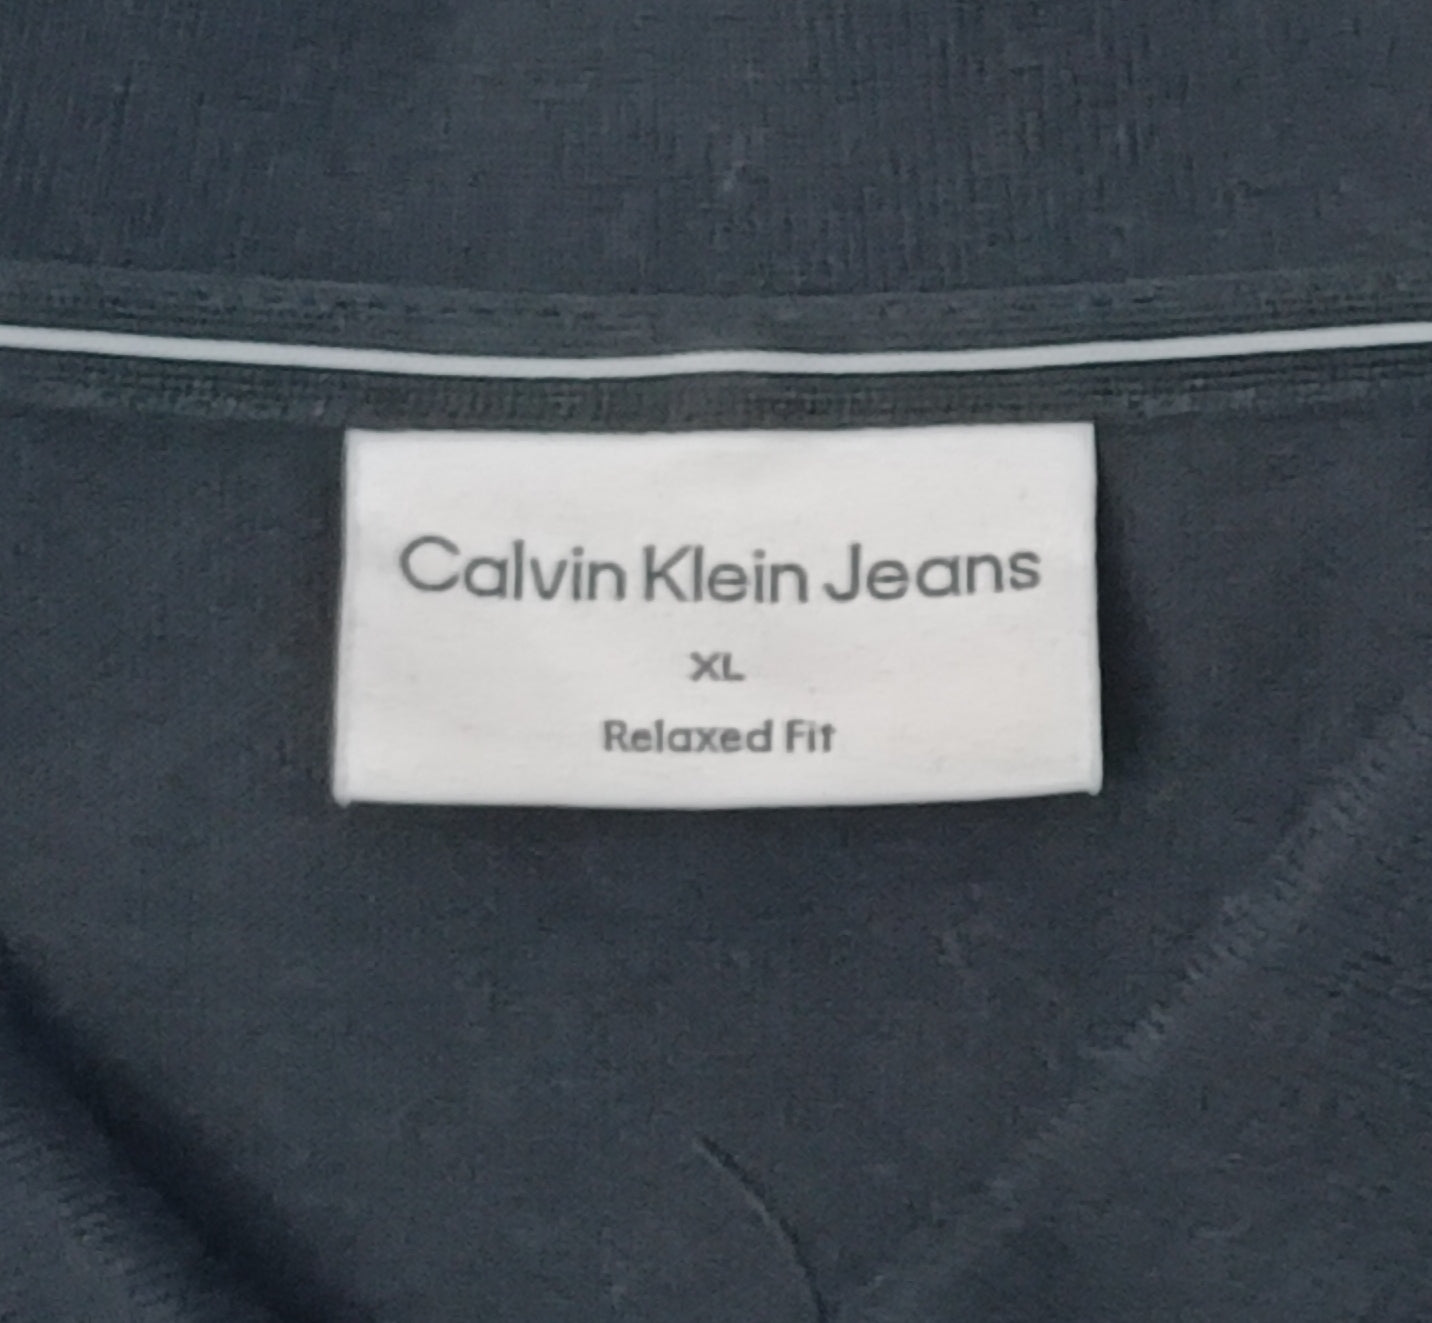 Calvin Klein Jeans
XL
Relaxed Fit